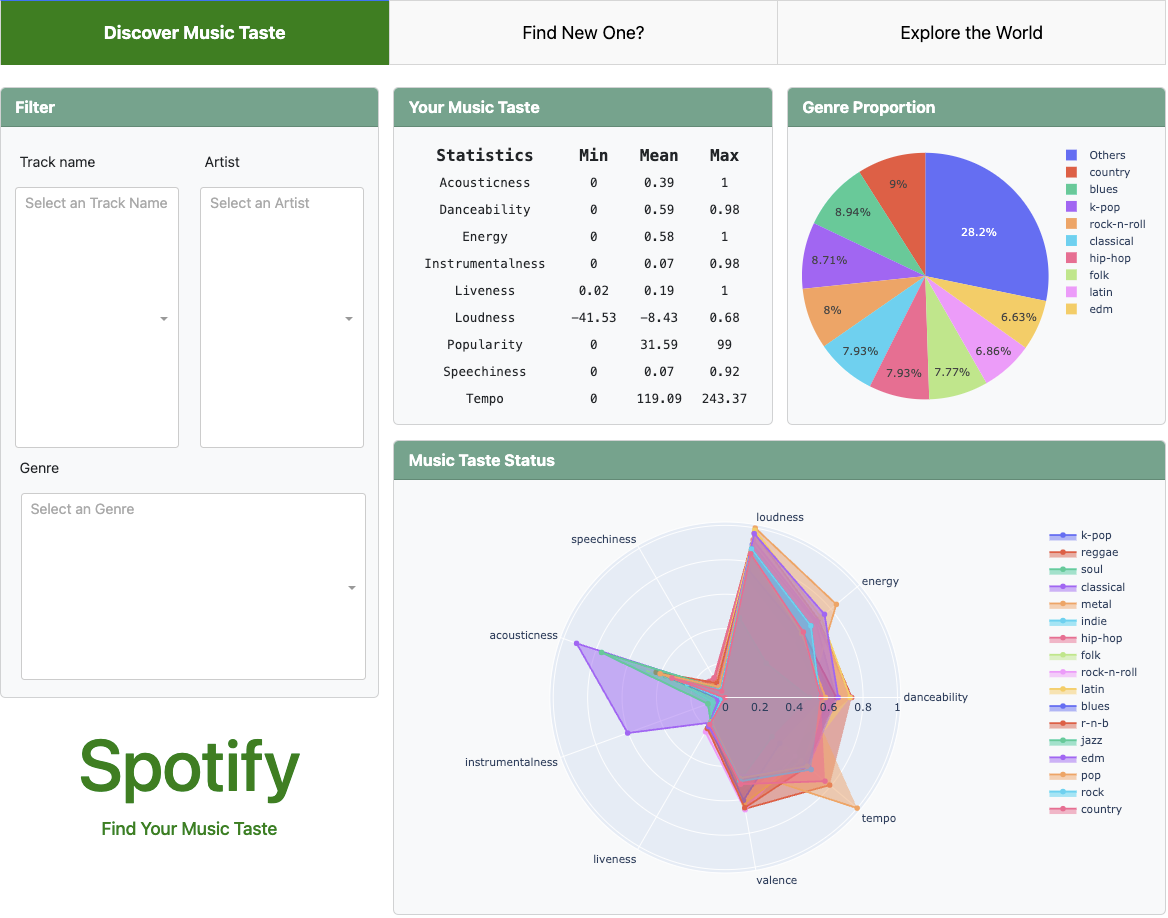 Discover Music Taste
Find New One?
Explore the World
Filter
Track name
Artist
Select an Track Name
Select an Artist
Genre
Select an Genre
Spotify
Find Your Music Taste
Your Music Taste
Statistics Min Mean Max
Acousticness 0 0.39 1
Danceability 0 0.59 0.98
Energy 0 0.58 1
Instrumentalness 0 0.07 0.98
Liveness 0.02 0.19 1
Loudness −41.53 −8.43 0.68
Popularity 0 31.59 99
Speechiness 0 0.07 0.92
Tempo 0 119.09 243.37
Genre Proportion
9%
28.2%
8.94%
8.71%
8%
7.93%
7.93%
7.77%
6.86%
6.63%
Others
country
blues
k-pop
rock-n-roll
classical
hip-hop
folk
latin
edm
Music Taste Status
loudness
speechiness
energy
acousticness
danceability
0 0.2 0.4 0.6 0.8 1
instrumentalness
tempo
liveness
valence
k-pop
reggae
soul
classical
metal
indie
hip-hop
folk
rock-n-roll
latin
blues
r-n-b
jazz
edm
pop
rock
country